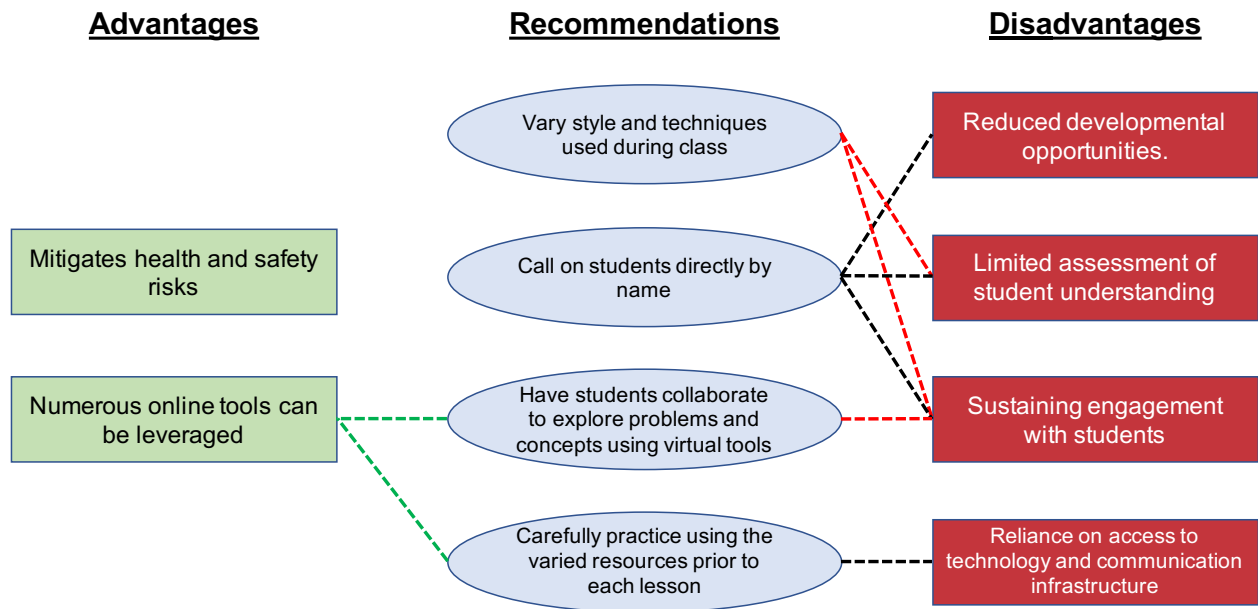 Advantages
Recommendations
Disadvantages
Vary style and techniques
used during class
Reduced developmental
opportunities.
Mitigates health and safety
risks
Call on students directly by
name
Limited assessment of
student understanding
Numerous online tools can
be leveraged
Have students collaborate
to explore problems and
concepts using virtual tools
Sustaining engagement
with students
Carefully practice using the
varied resources prior to
each lesson
Reliance on access to
technology and communication
infrastructure